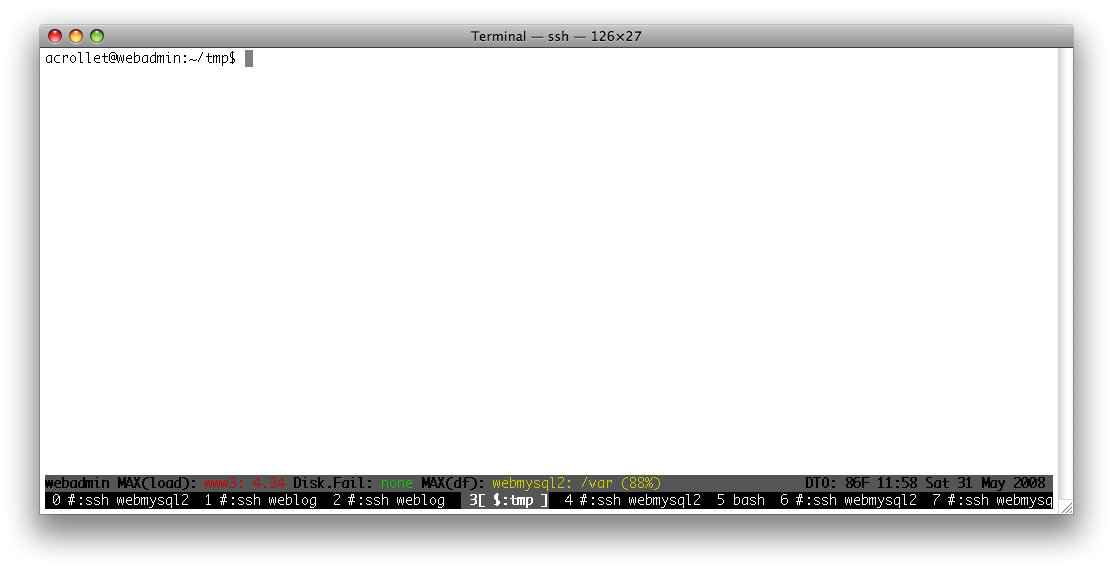 Terminal — ssh — 126×27
acrollet@webadmin:~/tmp$
webadmin MAX(load): www3: 4.34 Disk.Fail: none MAX(df): webmysql2: /var (88%) DTO: 86F 11:58 Sat 31 May 2008
0 #:ssh webmysql2 1 #:ssh weblog 2 #:ssh weblog 3[ $:tmp ] 4 #:ssh webmysql2 5 bash 6 #:ssh webmysql2 7 #:ssh webmysq